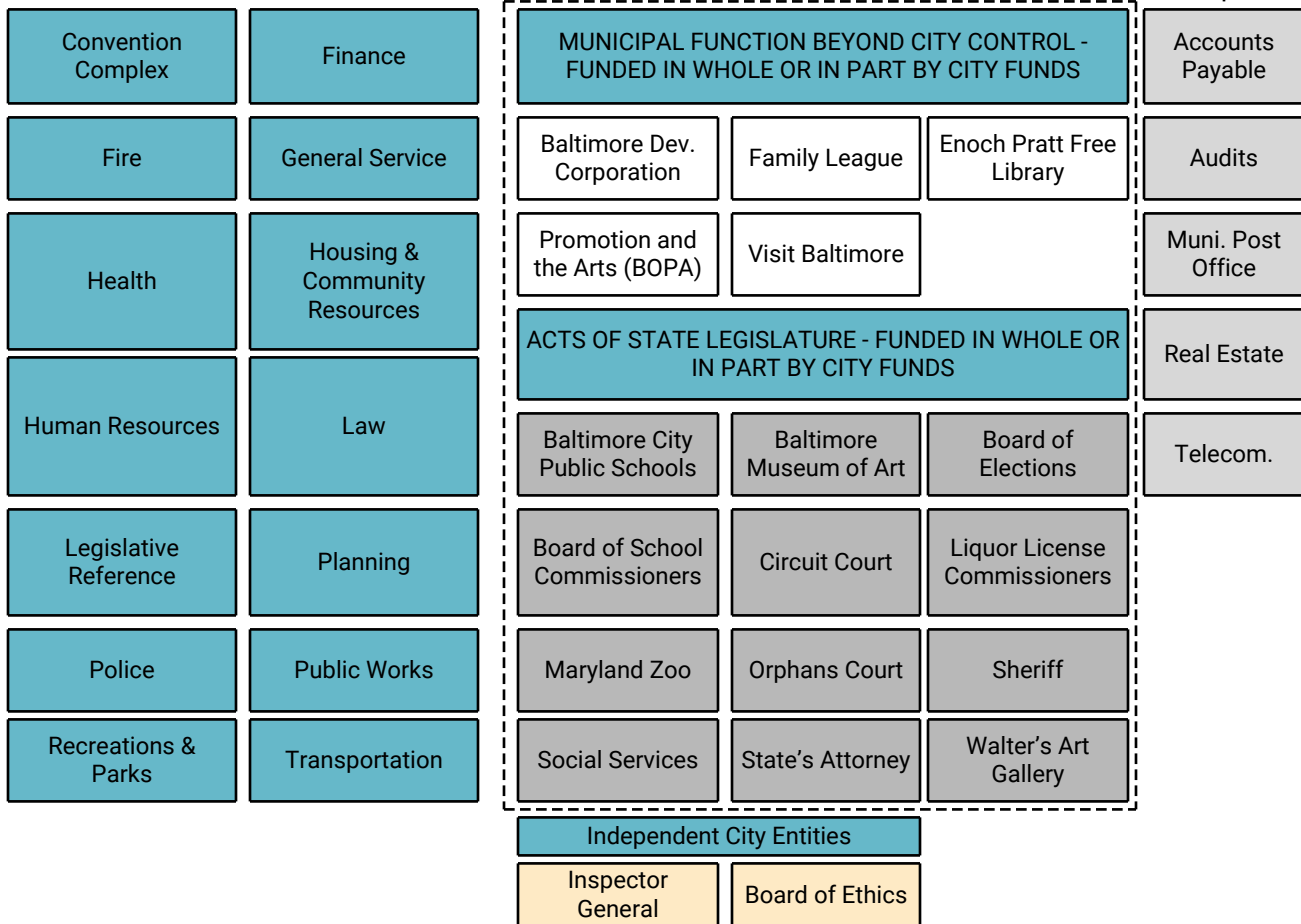 Convention
Complex
Finance
MUNICIPAL FUNCTION BEYOND CITY CONTROL -
FUNDED IN WHOLE OR IN PART BY CITY FUNDS
Accounts
Payable
Fire
General Service
Baltimore Dev.
Corporation
Family League
Enoch Pratt Free
Library
Audits
Health
Housing &
Community
Resources
Promotion and
the Arts (BOPA)
Visit Baltimore
Muni. Post
Office
ACTS OF STATE LEGISLATURE - FUNDED IN WHOLE OR
IN PART BY CITY FUNDS
Real Estate
Human Resources
Law
Baltimore City
Public Schools
Baltimore
Museum of Art
Board of
Elections
Telecom.
Legislative
Reference
Planning
Board of School
Commissioners
Circuit Court
Liquor License
Commissioners
Police
Public Works
Maryland Zoo
Orphans Court
Sheriff
Recreations &
Parks
Transportation
Social Services
State’s Attorney
Walter’s Art
Gallery
Independent City Entities
Inspector
General
Board of Ethics